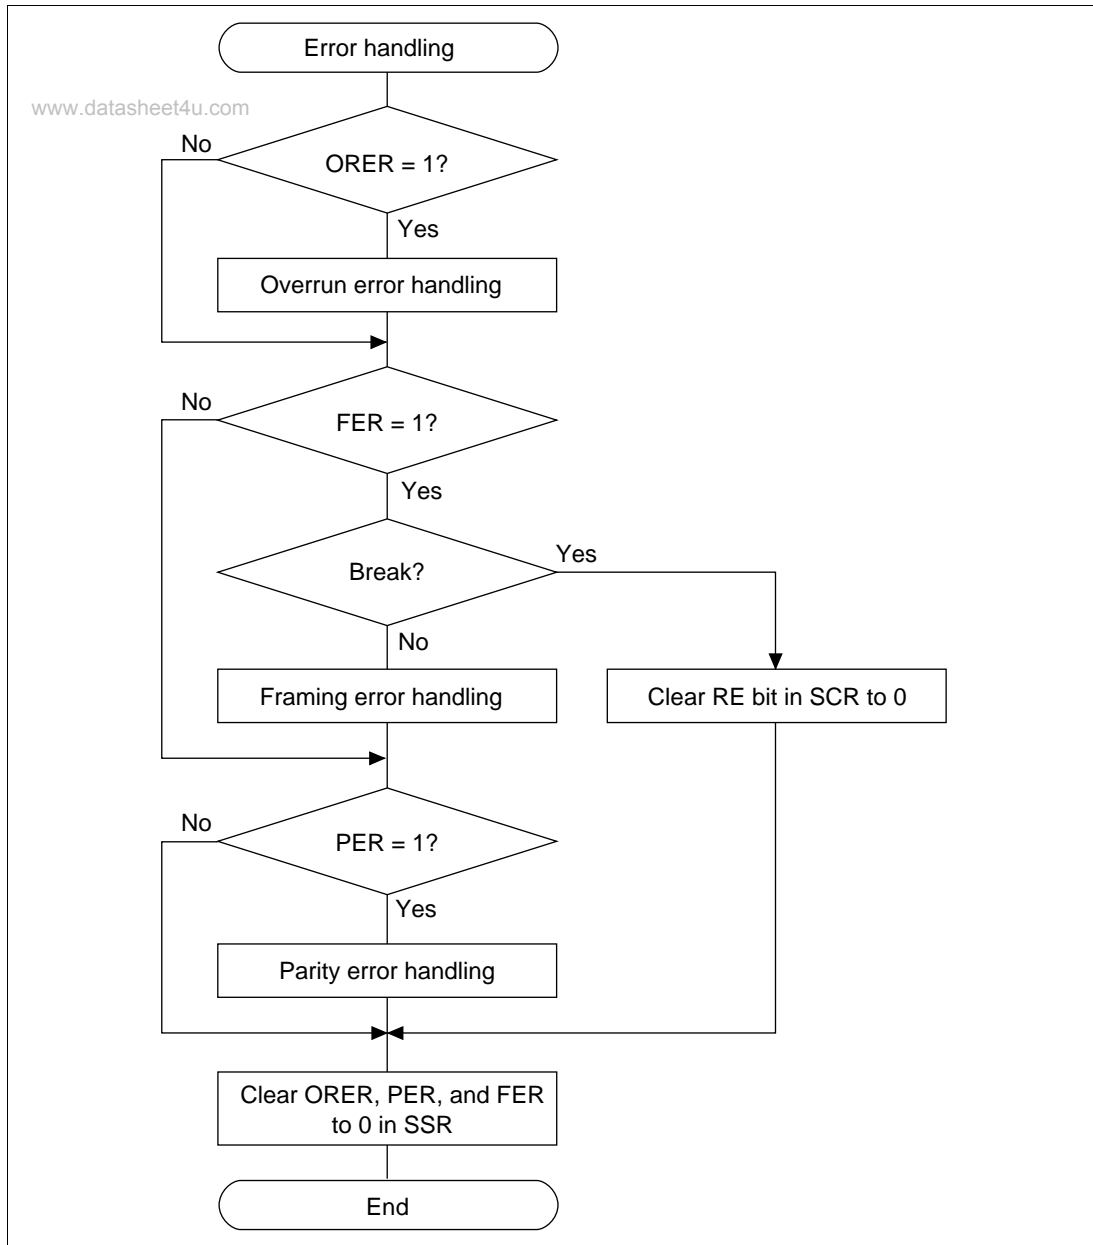 Error handling
www.datasheet4u.com
No
ORER = 1?
Yes
Overrun error handling
No
FER = 1?
Yes
Yes
Break?
No
Framing error handling
Clear RE bit in SCR to 0
No
PER = 1?
Yes
Parity error handling
Clear ORER, PER, and FER
to 0 in SSR
End